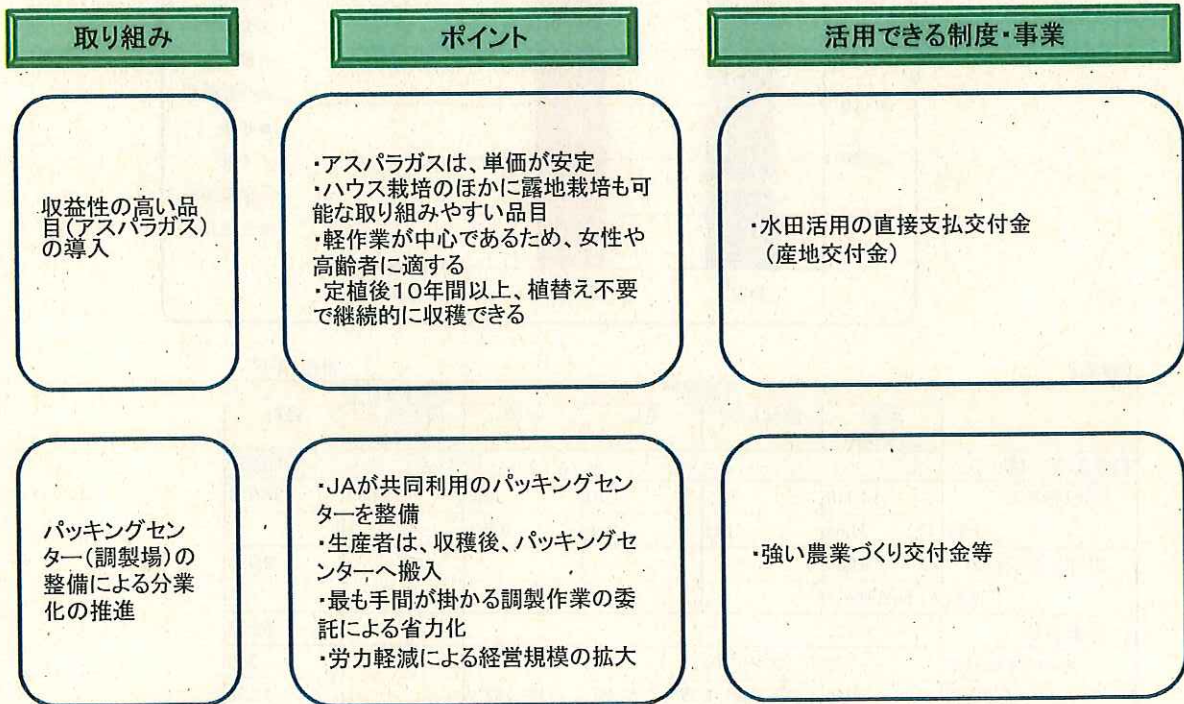 取り組み
ポイント
活用できる制度・事業
収益性の高い品
目(アスパラガス)
の導入
・アスパラガスは、単価が安定
・ハウス栽培のほかに露地栽培も可
能な取り組みやすい品目
・軽作業が中心であるため、女性や
高齢者に適する
・定植後10年間以上、植替え不要
で継続的に収穫できる
・水田活用の直接支払交付金
(産地交付金)
パッキングセン
ター(調製場)の
整備による分業
化の推進
・JAが共同利用のパッキングセン
ターを整備
・生産者は、収穫後、パッキングセ
ンターへ搬入
・最も手間が掛かる調製作業の委
託による省力化
・労力軽減による経営規模の拡大
・強い農業づくり交付金等